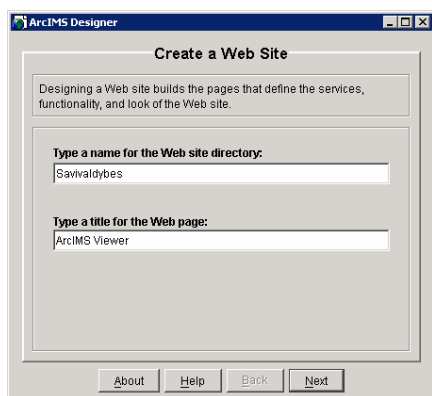 ArcIMS Designer
Create a Web Site
Designing a Web site builds the pages that define the services,
functionality, and look of the Web site.
Type a name for the Web site directory:
Savivaldybes
Type a title for the Web page:
ArcIMS Viewer
About Help Back Next